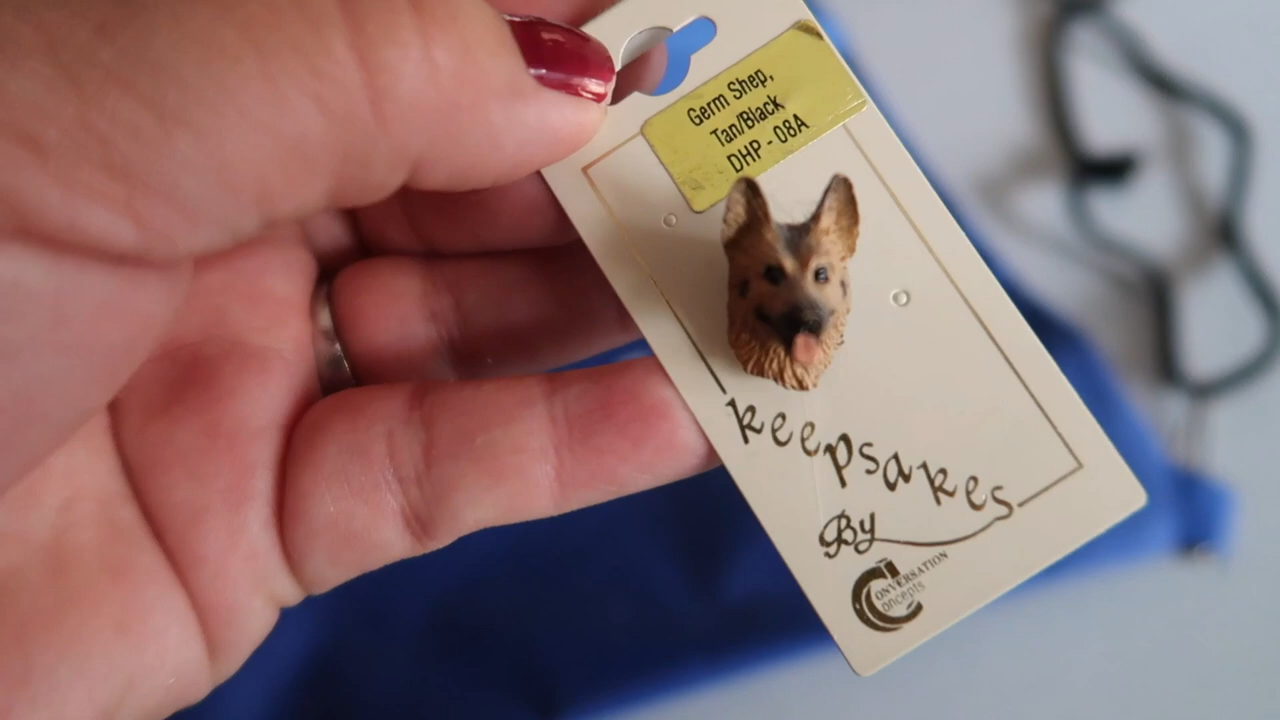 Germ Shep,
Tan/Black
DHP - 08A
keepsakes
By
CONVERSATION
Concepts